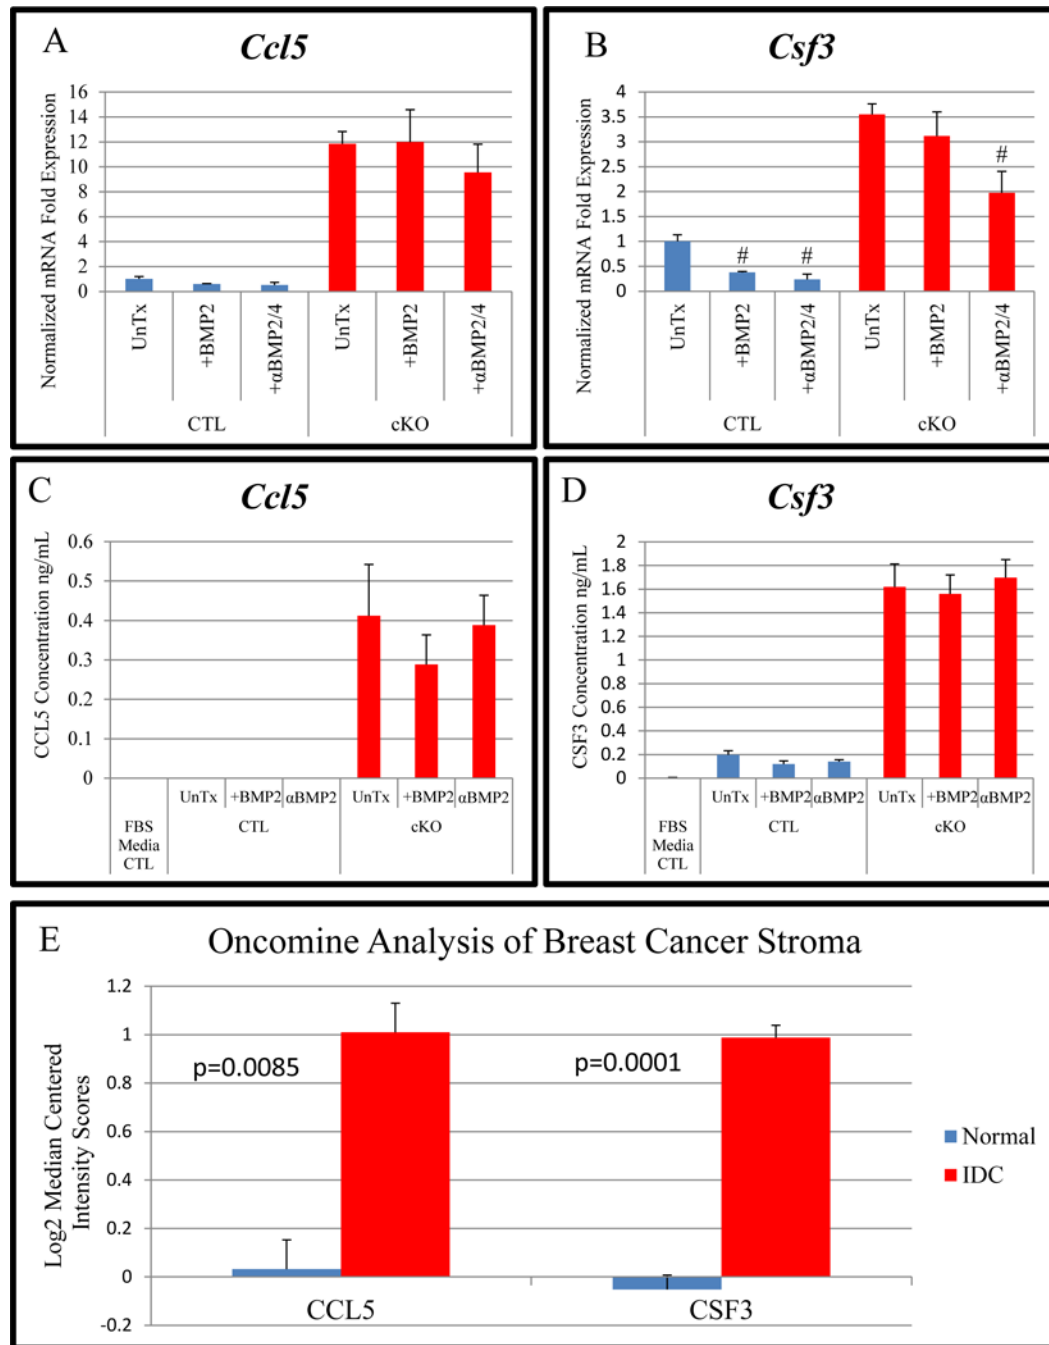 A
Ccl5
Normalized mRNA Fold Expression
16
14
12
10
8
6
4
2
0
UnTx
+BMP2
+αBMP2/4
UnTx
+BMP2
+αBMP2/4
CTL
cKO
B
Csf3
Normalized mRNA Fold Expression
4
3.5
3
2.5
2
1.5
1
0.5
0
#
#
#
UnTx
+BMP2
+αBMP2/4
UnTx
+BMP2
+αBMP2/4
CTL
cKO
C
Ccl5
CCL5 Concentration ng/mL
0.6
0.5
0.4
0.3
0.2
0.1
0
UnTx +BMP2 αBMP2 UnTx +BMP2 αBMP2
FBS
Media
CTL
CTL
cKO
D
Csf3
CSF3 Concentration ng/mL
2
1.8
1.6
1.4
1.2
1
0.8
0.6
0.4
0.2
0
UnTx +BMP2 αBMP2 UnTx +BMP2 αBMP2
FBS
Media
CTL
CTL
cKO
E
Oncomine Analysis of Breast Cancer Stroma
Log2 Median Centered
Intensity Scores
1.2
1
0.8
0.6
0.4
0.2
0
-0.2
p=0.0085
p=0.0001
CCL5
CSF3
Normal
IDC